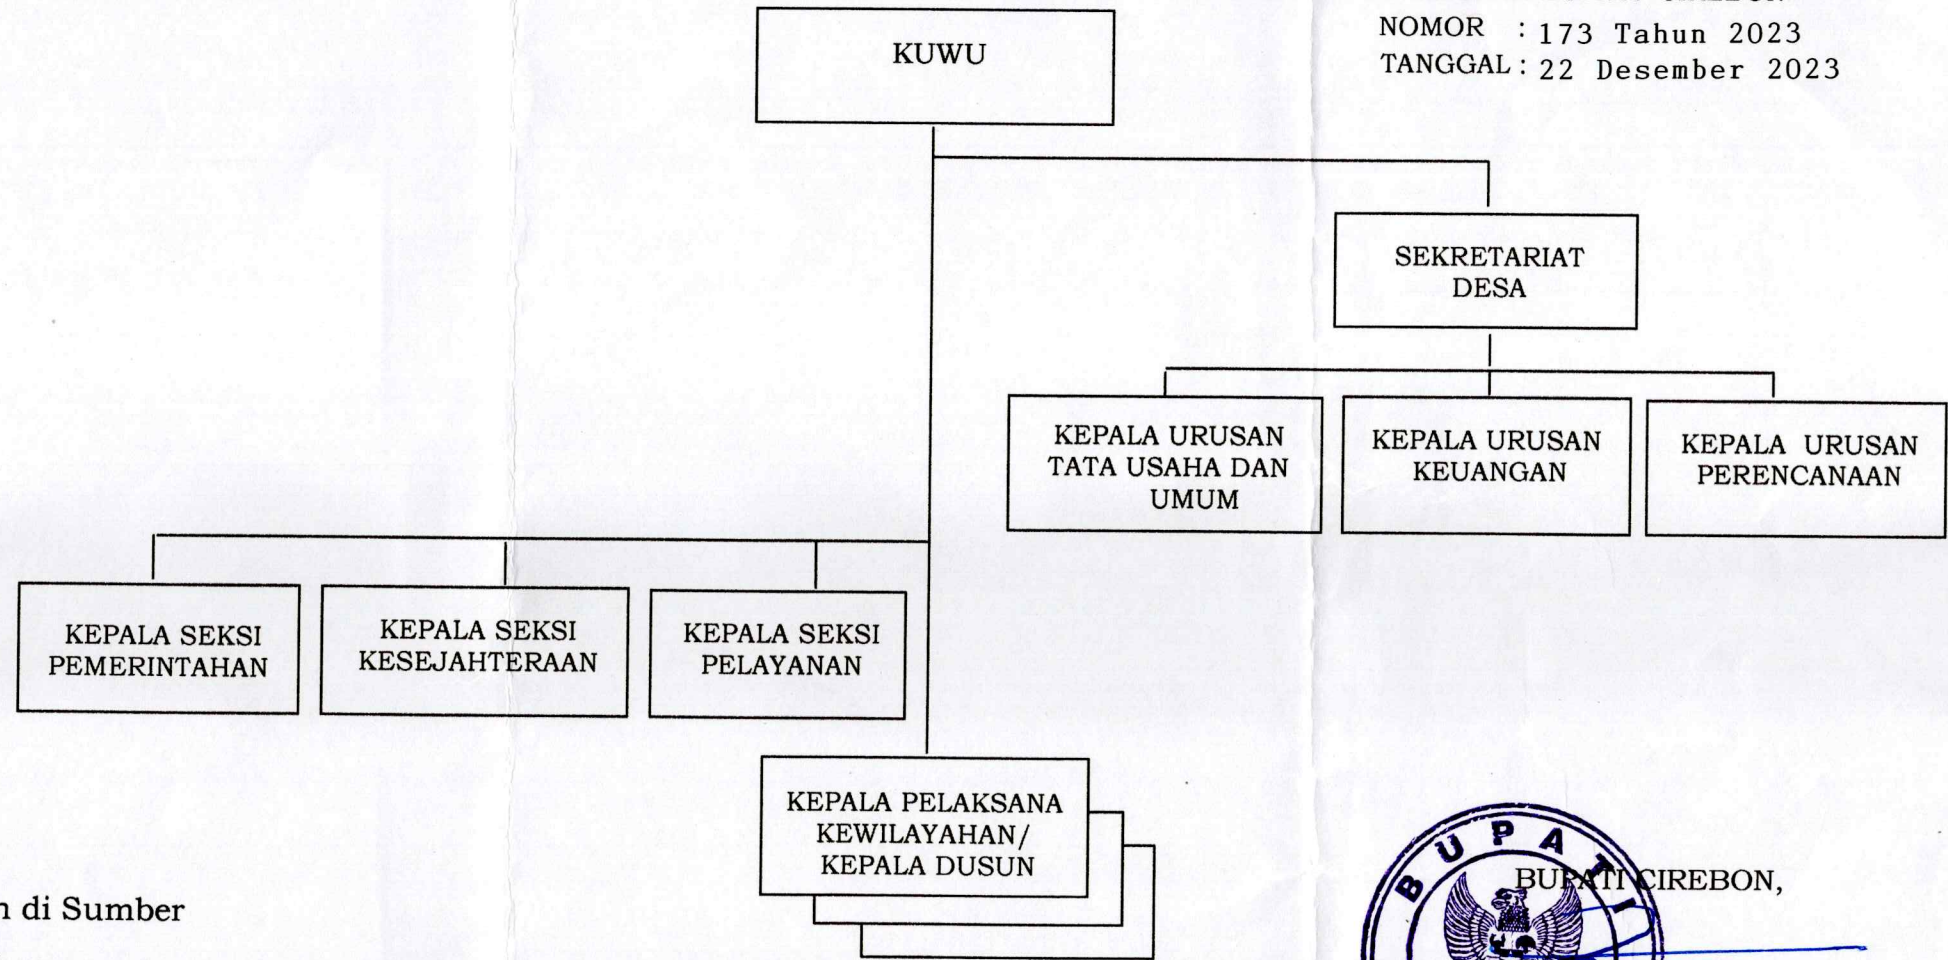 NOMOR : 173 Tahun 2023
TANGGAL : 22 Desember 2023
KUWU
SEKRETARIAT
DESA
KEPALA URUSAN
TATA USAHA DAN
UMUM
KEPALA URUSAN
KEUANGAN
KEPALA URUSAN
PERENCANAAN
KEPALA SEKSI
PEMERINTAHAN
KEPALA SEKSI
KESEJAHTERAAN
KEPALA SEKSI
PELAYANAN
KEPALA PELAKSANA
KEWILAYAHAN/
KEPALA DUSUN
di Sumber
BUPATI CIREBON,
BUPATI